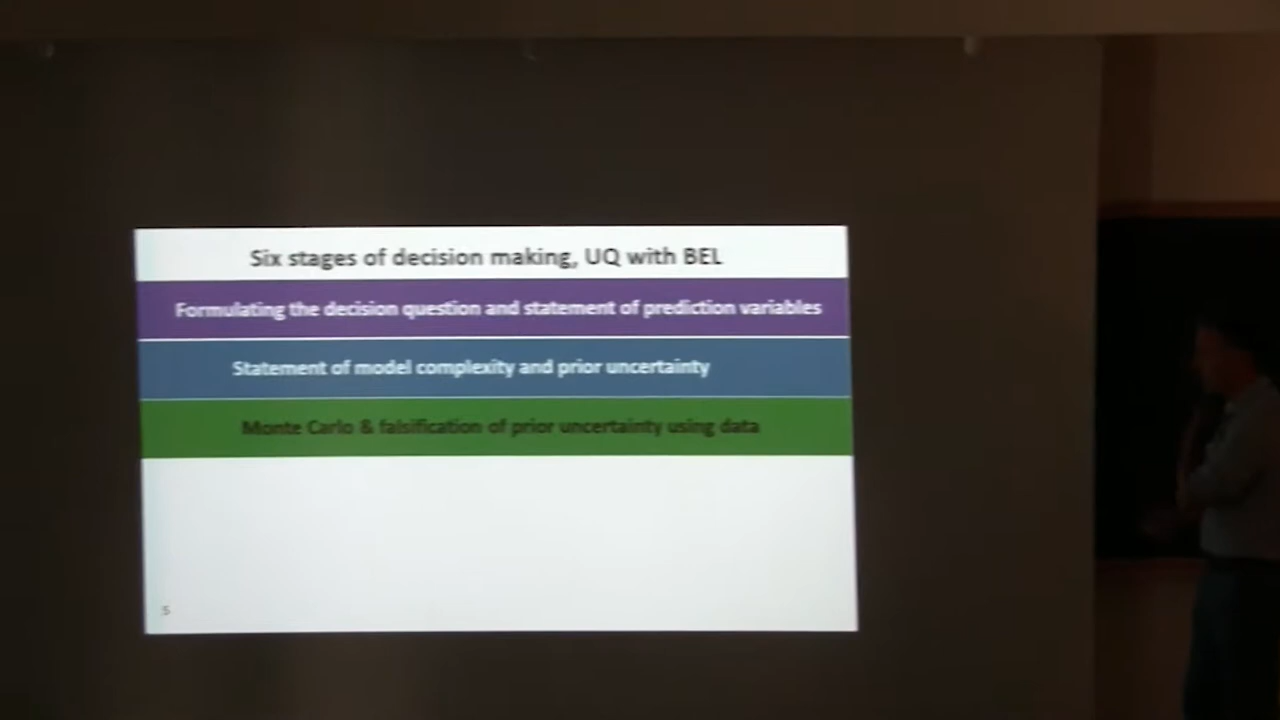 Six stages of decision making, UQ with BEL
Formulating the decision question and statement of prediction variables
Statement of model complexity and prior uncertainty
Monte Carlo & falsification of prior uncertainty using data
5